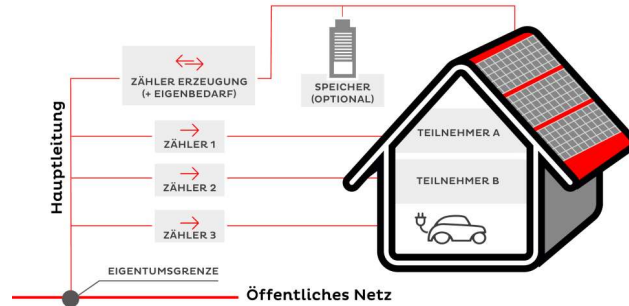 ZÄHLER ERZEUGUNG
(+ EIGENBEDARF)
SPEICHER
(OPTIONAL)
Hauptleitung
ZÄHLER 1
TEILNEHMER A
ZÄHLER 2
TEILNEHMER B
ZÄHLER 3
EIGENTUMSGRENZE
Öffentliches Netz